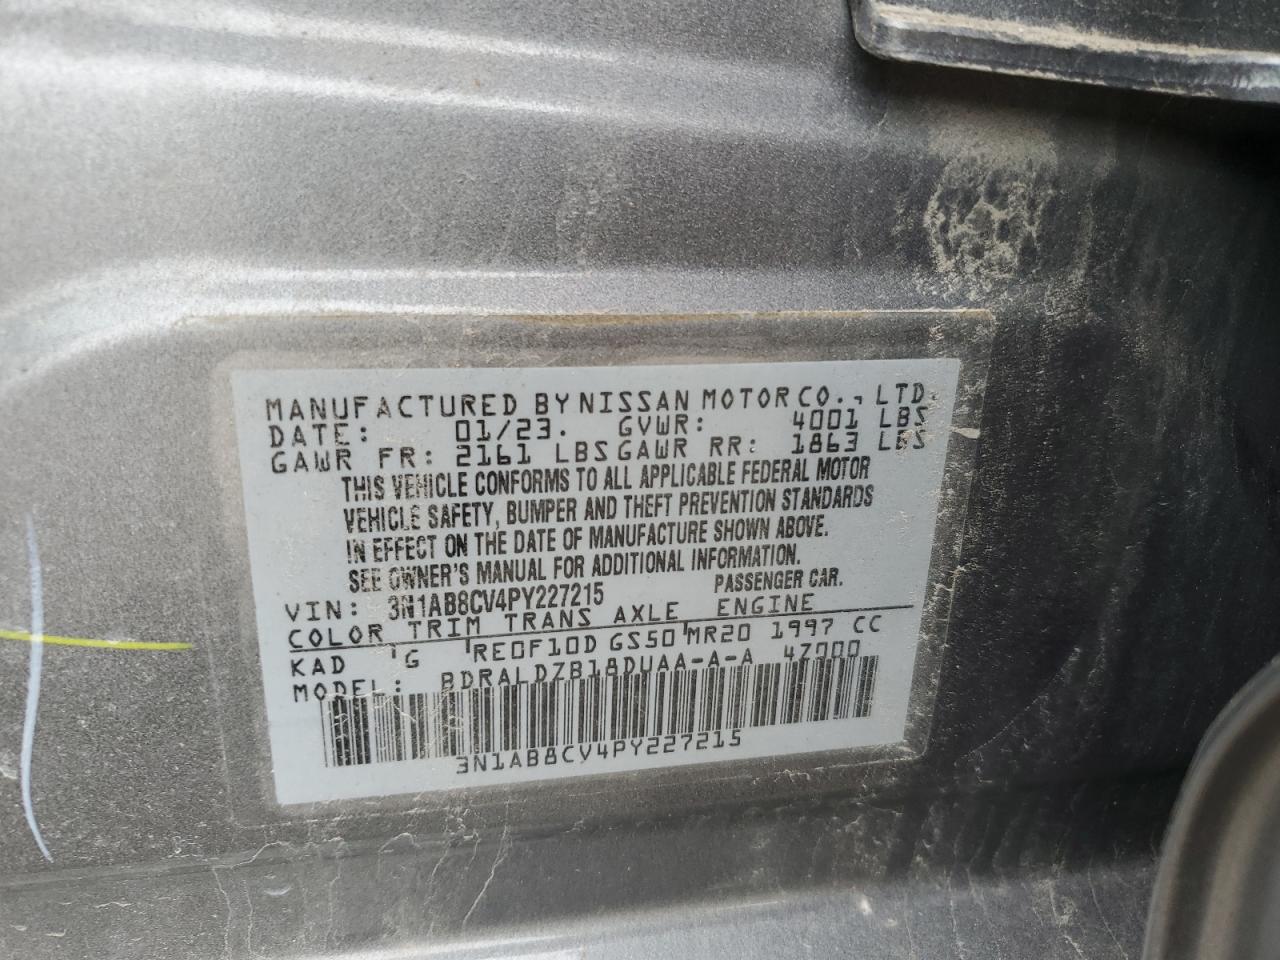 MANUFACTURED BY NISSAN MOTOR CO., LTD.
DATE: 01/23. GVWR: 4001 LBS
GAWR FR: 2161 LBS GAWR RR: 1863 LBS
THIS VEHICLE CONFORMS TO ALL APPLICABLE FEDERAL MOTOR
VEHICLE SAFETY, BUMPER AND THEFT PREVENTION STANDARDS
IN EFFECT ON THE DATE OF MANUFACTURE SHOWN ABOVE.
SEE OWNER'S MANUAL FOR ADDITIONAL INFORMATION.
VIN: 3N1AB8CV4PY227215 PASSENGER CAR.
COLOR TRIM TRANS AXLE ENGINE
KAD G RE0F10D GS50 MR20 1997 CC
MODEL: BDRALDZB18DUAA-A-A 47000
3N1AB8CV4PY227215